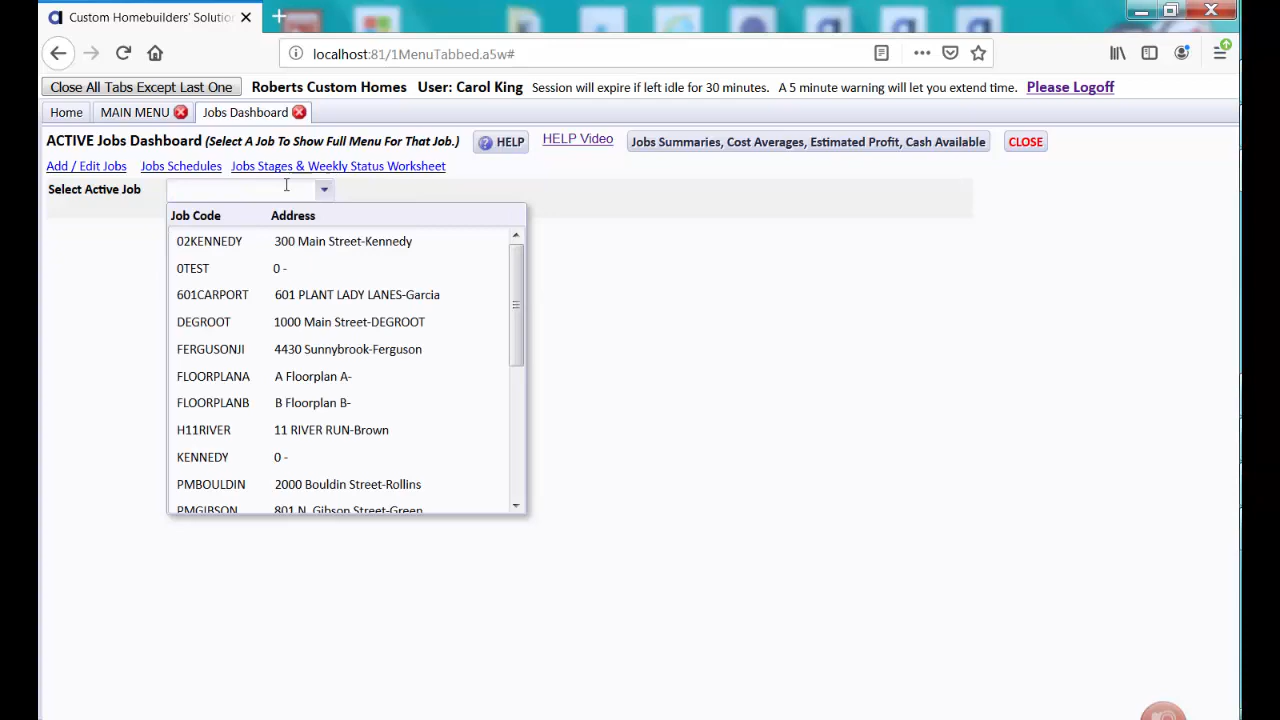 Custom Homebuilders' Solution
localhost:81/1MenuTabbed.a5w#
Close All Tabs Except Last One Roberts Custom Homes User: Carol King Session will expire if left idle for 30 minutes. A 5 minute warning will let you extend time. Please Logoff
Home MAIN MENU Jobs Dashboard
ACTIVE Jobs Dashboard (Select A Job To Show Full Menu For That Job.) HELP HELP Video Jobs Summaries, Cost Averages, Estimated Profit, Cash Available CLOSE
Add / Edit Jobs Jobs Schedules Jobs Stages & Weekly Status Worksheet
Select Active Job
Job Code Address
02KENNEDY 300 Main Street-Kennedy
0TEST 0 -
601CARPORT 601 PLANT LADY LANES-Garcia
DEGROOT 1000 Main Street-DEGROOT
FERGUSONJI 4430 Sunnybrook-Ferguson
FLOORPLANA A Floorplan A-
FLOORPLANB B Floorplan B-
H11RIVER 11 RIVER RUN-Brown
KENNEDY 0 -
PMBOULDIN 2000 Bouldin Street-Rollins
PMGIBSON 801 N. Gibson Street-Green